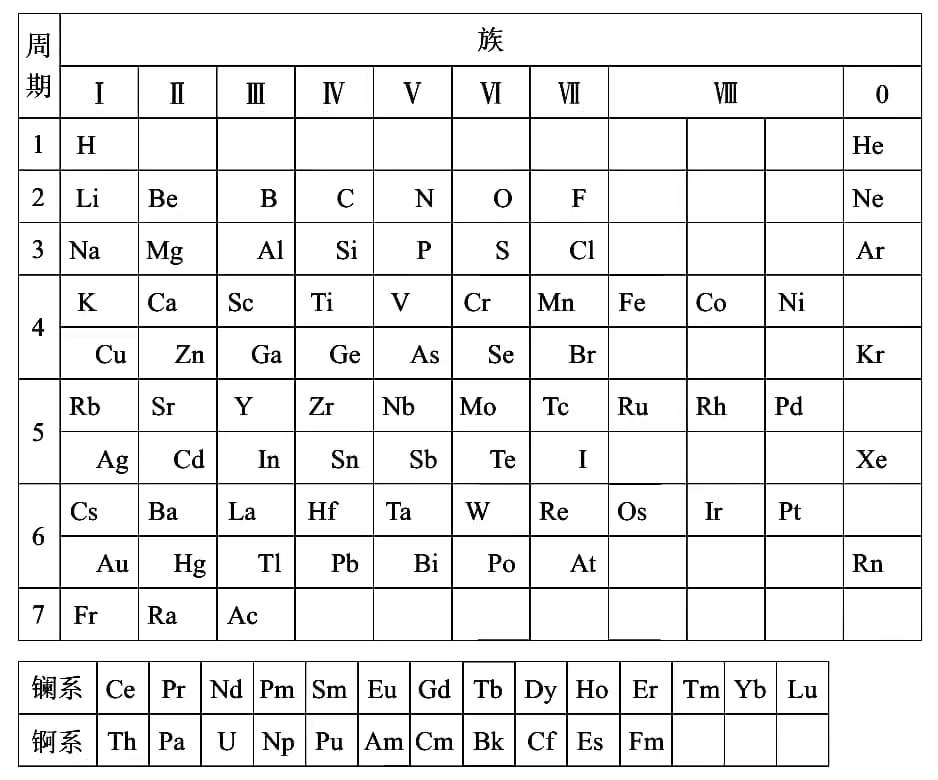 周期 族
Ⅰ Ⅱ Ⅲ Ⅳ Ⅴ Ⅵ Ⅶ Ⅷ 0
1 H He
2 Li Be B C N O F Ne
3 Na Mg Al Si P S Cl Ar
4 K Ca Sc Ti V Cr Mn Fe Co Ni
Cu Zn Ga Ge As Se Br Kr
5 Rb Sr Y Zr Nb Mo Tc Ru Rh Pd
Ag Cd In Sn Sb Te I Xe
6 Cs Ba La Hf Ta W Re Os Ir Pt
Au Hg Tl Pb Bi Po At Rn
7 Fr Ra Ac
镧系 Ce Pr Nd Pm Sm Eu Gd Tb Dy Ho Er Tm Yb Lu
锕系 Th Pa U Np Pu Am Cm Bk Cf Es Fm